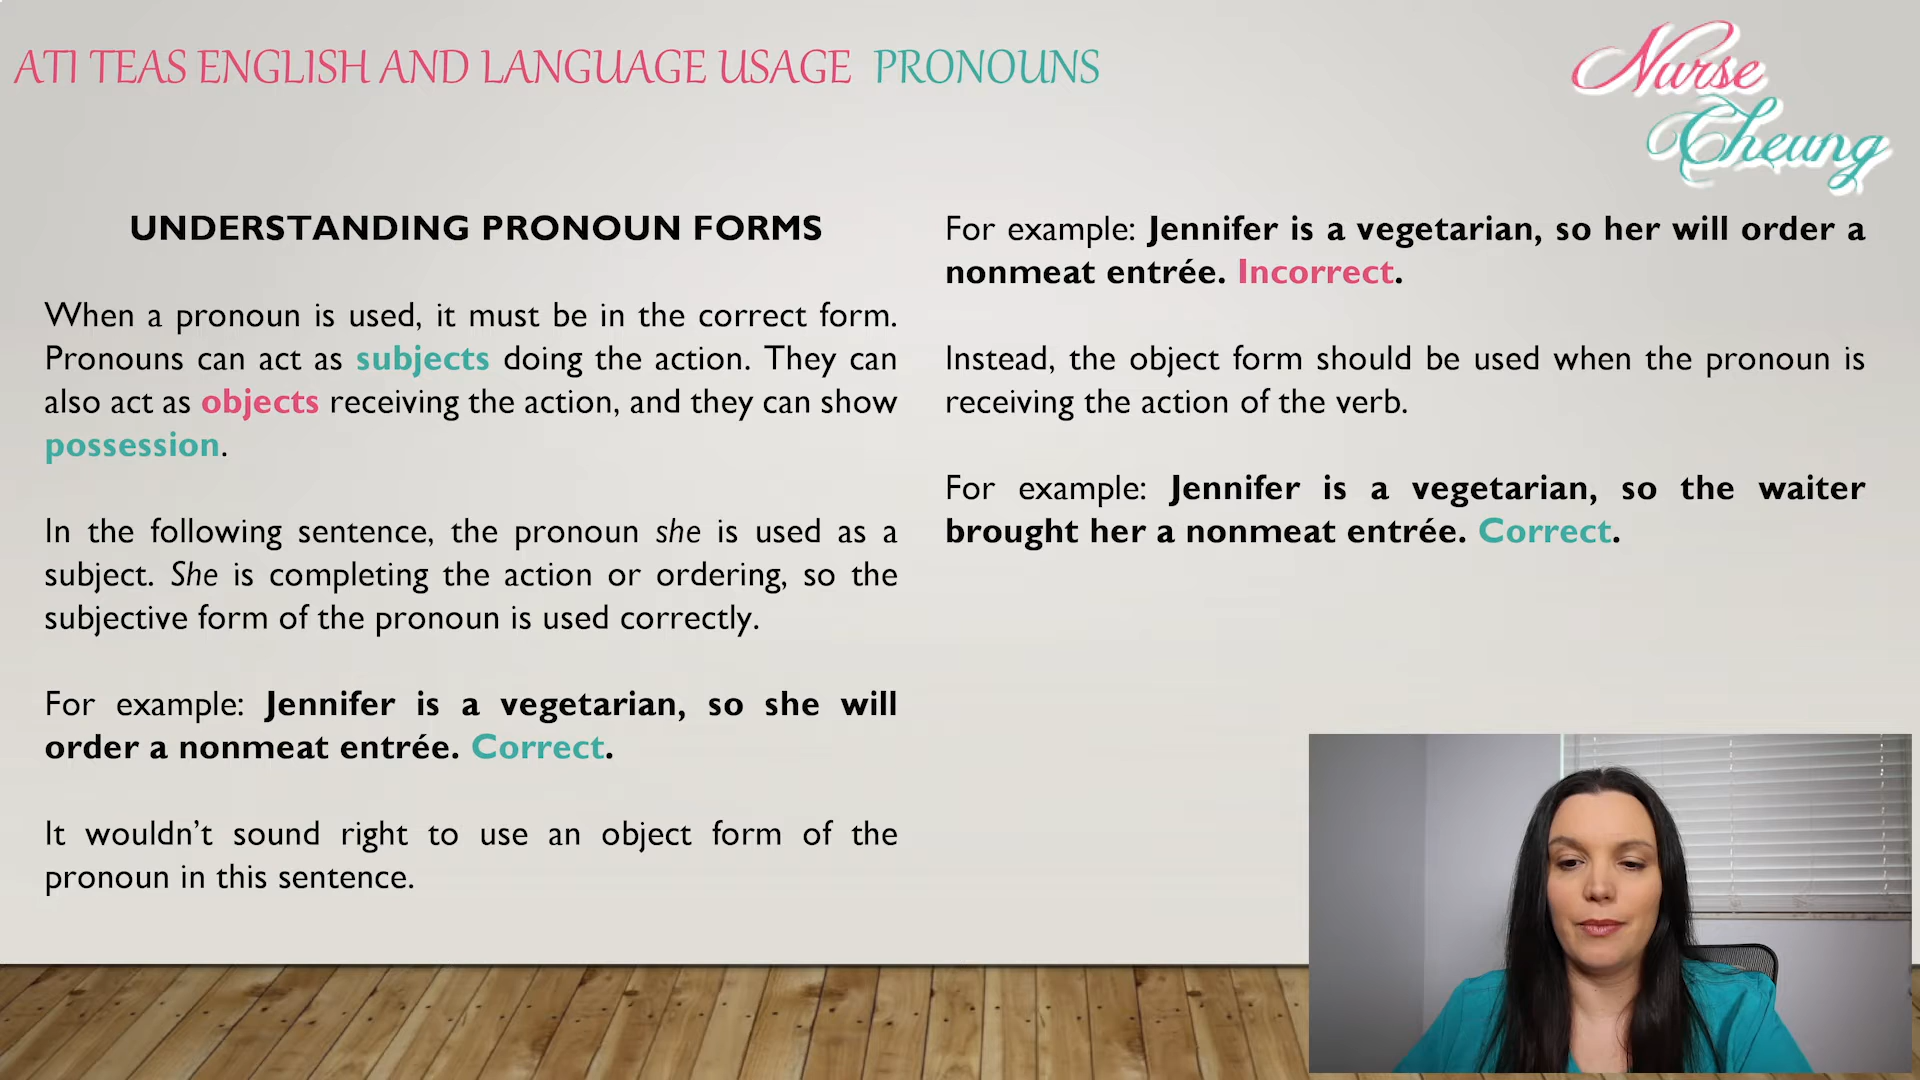 ATI TEAS ENGLISH AND LANGUAGE USAGE PRONOUNS
Nurse
Cheung
UNDERSTANDING PRONOUN FORMS
When a pronoun is used, it must be in the correct form.
Pronouns can act as subjects doing the action. They can
also act as objects receiving the action, and they can show
possession.
In the following sentence, the pronoun she is used as a
subject. She is completing the action or ordering, so the
subjective form of the pronoun is used correctly.
For example: Jennifer is a vegetarian, so she will
order a nonmeat entrée. Correct.
It wouldn’t sound right to use an object form of the
pronoun in this sentence.
For example: Jennifer is a vegetarian, so her will order a
nonmeat entrée. Incorrect.
Instead, the object form should be used when the pronoun is
receiving the action of the verb.
For example: Jennifer is a vegetarian, so the waiter
brought her a nonmeat entrée. Correct.